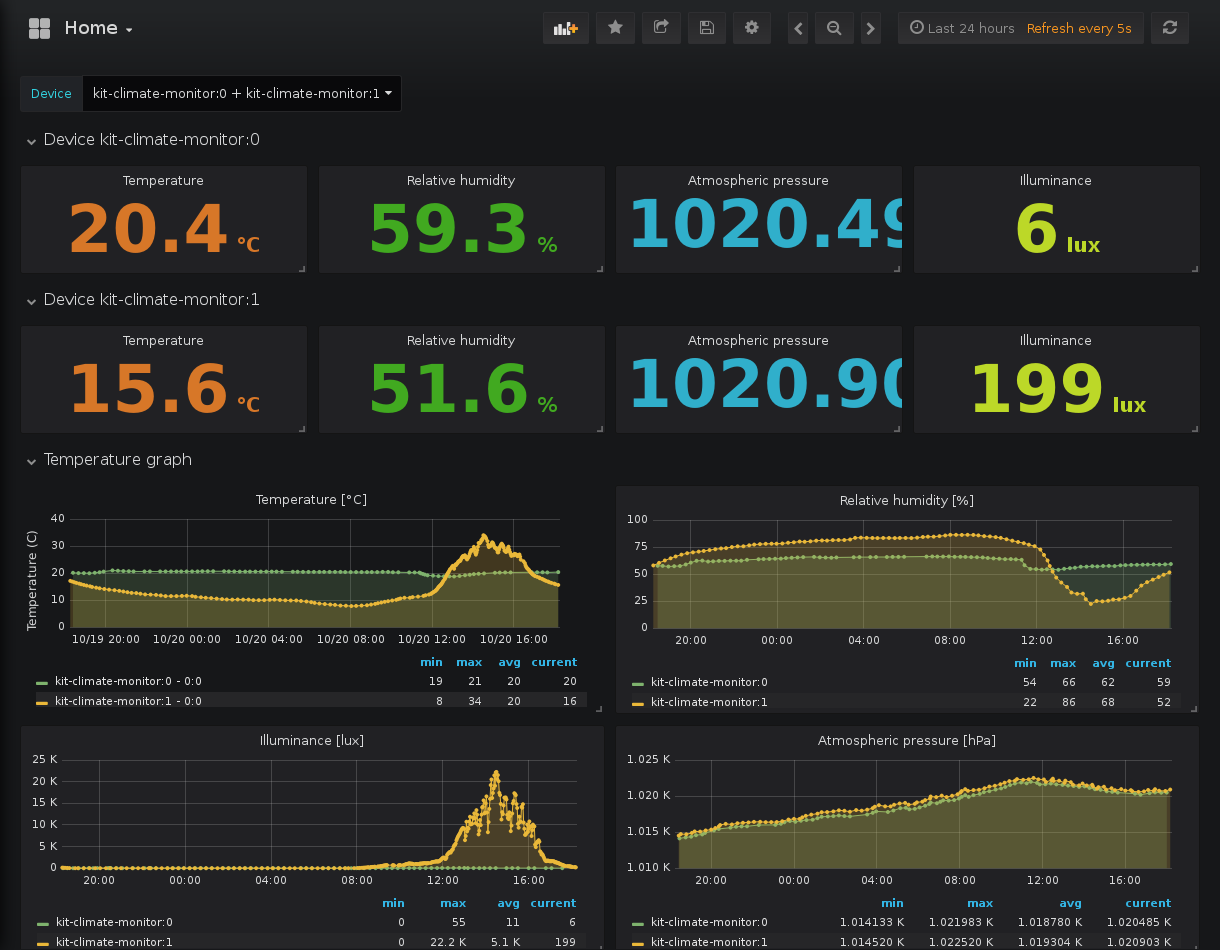 Home
Last 24 hours Refresh every 5s
Device kit-climate-monitor:0 + kit-climate-monitor:1
Device kit-climate-monitor:0
Temperature Relative humidity Atmospheric pressure Illuminance
20.4 °C 59.3 % 1020.49 6 lux
Device kit-climate-monitor:1
Temperature Relative humidity Atmospheric pressure Illuminance
15.6 °C 51.6 % 1020.90 199 lux
Temperature graph
Temperature [°C]
Temperature (C)
40
30
20
10
0
10/19 20:00 10/20 00:00 10/20 04:00 10/20 08:00 10/20 12:00 10/20 16:00
min max avg current
kit-climate-monitor:0 - 0:0 19 21 20 20
kit-climate-monitor:1 - 0:0 8 34 20 16
Relative humidity [%]
100
75
50
25
0
20:00 00:00 04:00 08:00 12:00 16:00
min max avg current
kit-climate-monitor:0 54 66 62 59
kit-climate-monitor:1 22 86 68 52
Illuminance [lux]
25 K
20 K
15 K
10 K
5 K
0
20:00 00:00 04:00 08:00 12:00 16:00
min max avg current
kit-climate-monitor:0 0 55 11 6
kit-climate-monitor:1 0 22.2 K 5.1 K 199
Atmospheric pressure [hPa]
1.025 K
1.020 K
1.015 K
1.010 K
20:00 00:00 04:00 08:00 12:00 16:00
min max avg current
kit-climate-monitor:0 1.014133 K 1.021983 K 1.018780 K 1.020485 K
kit-climate-monitor:1 1.014520 K 1.022520 K 1.019304 K 1.020903 K